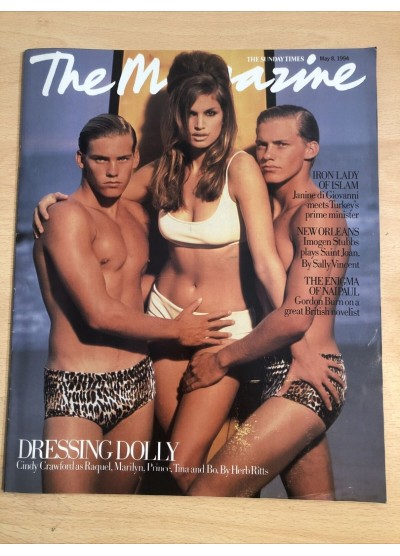 THE SUNDAY TIMES May 8, 1994
The Magazine
IRON LADY
OF ISLAM
Janine di Giovanni
meets Turkey's
prime minister
NEW ORLEANS
Imogen Stubbs
plays Saint Joan.
By Sally Vincent
THE ENIGMA
OF NAIPAUL
Gordon Burn on a
great British novelist
DRESSING DOLLY
Cindy Crawford as Raquel, Marilyn, Prince, Tina and Bo. By Herb Ritts